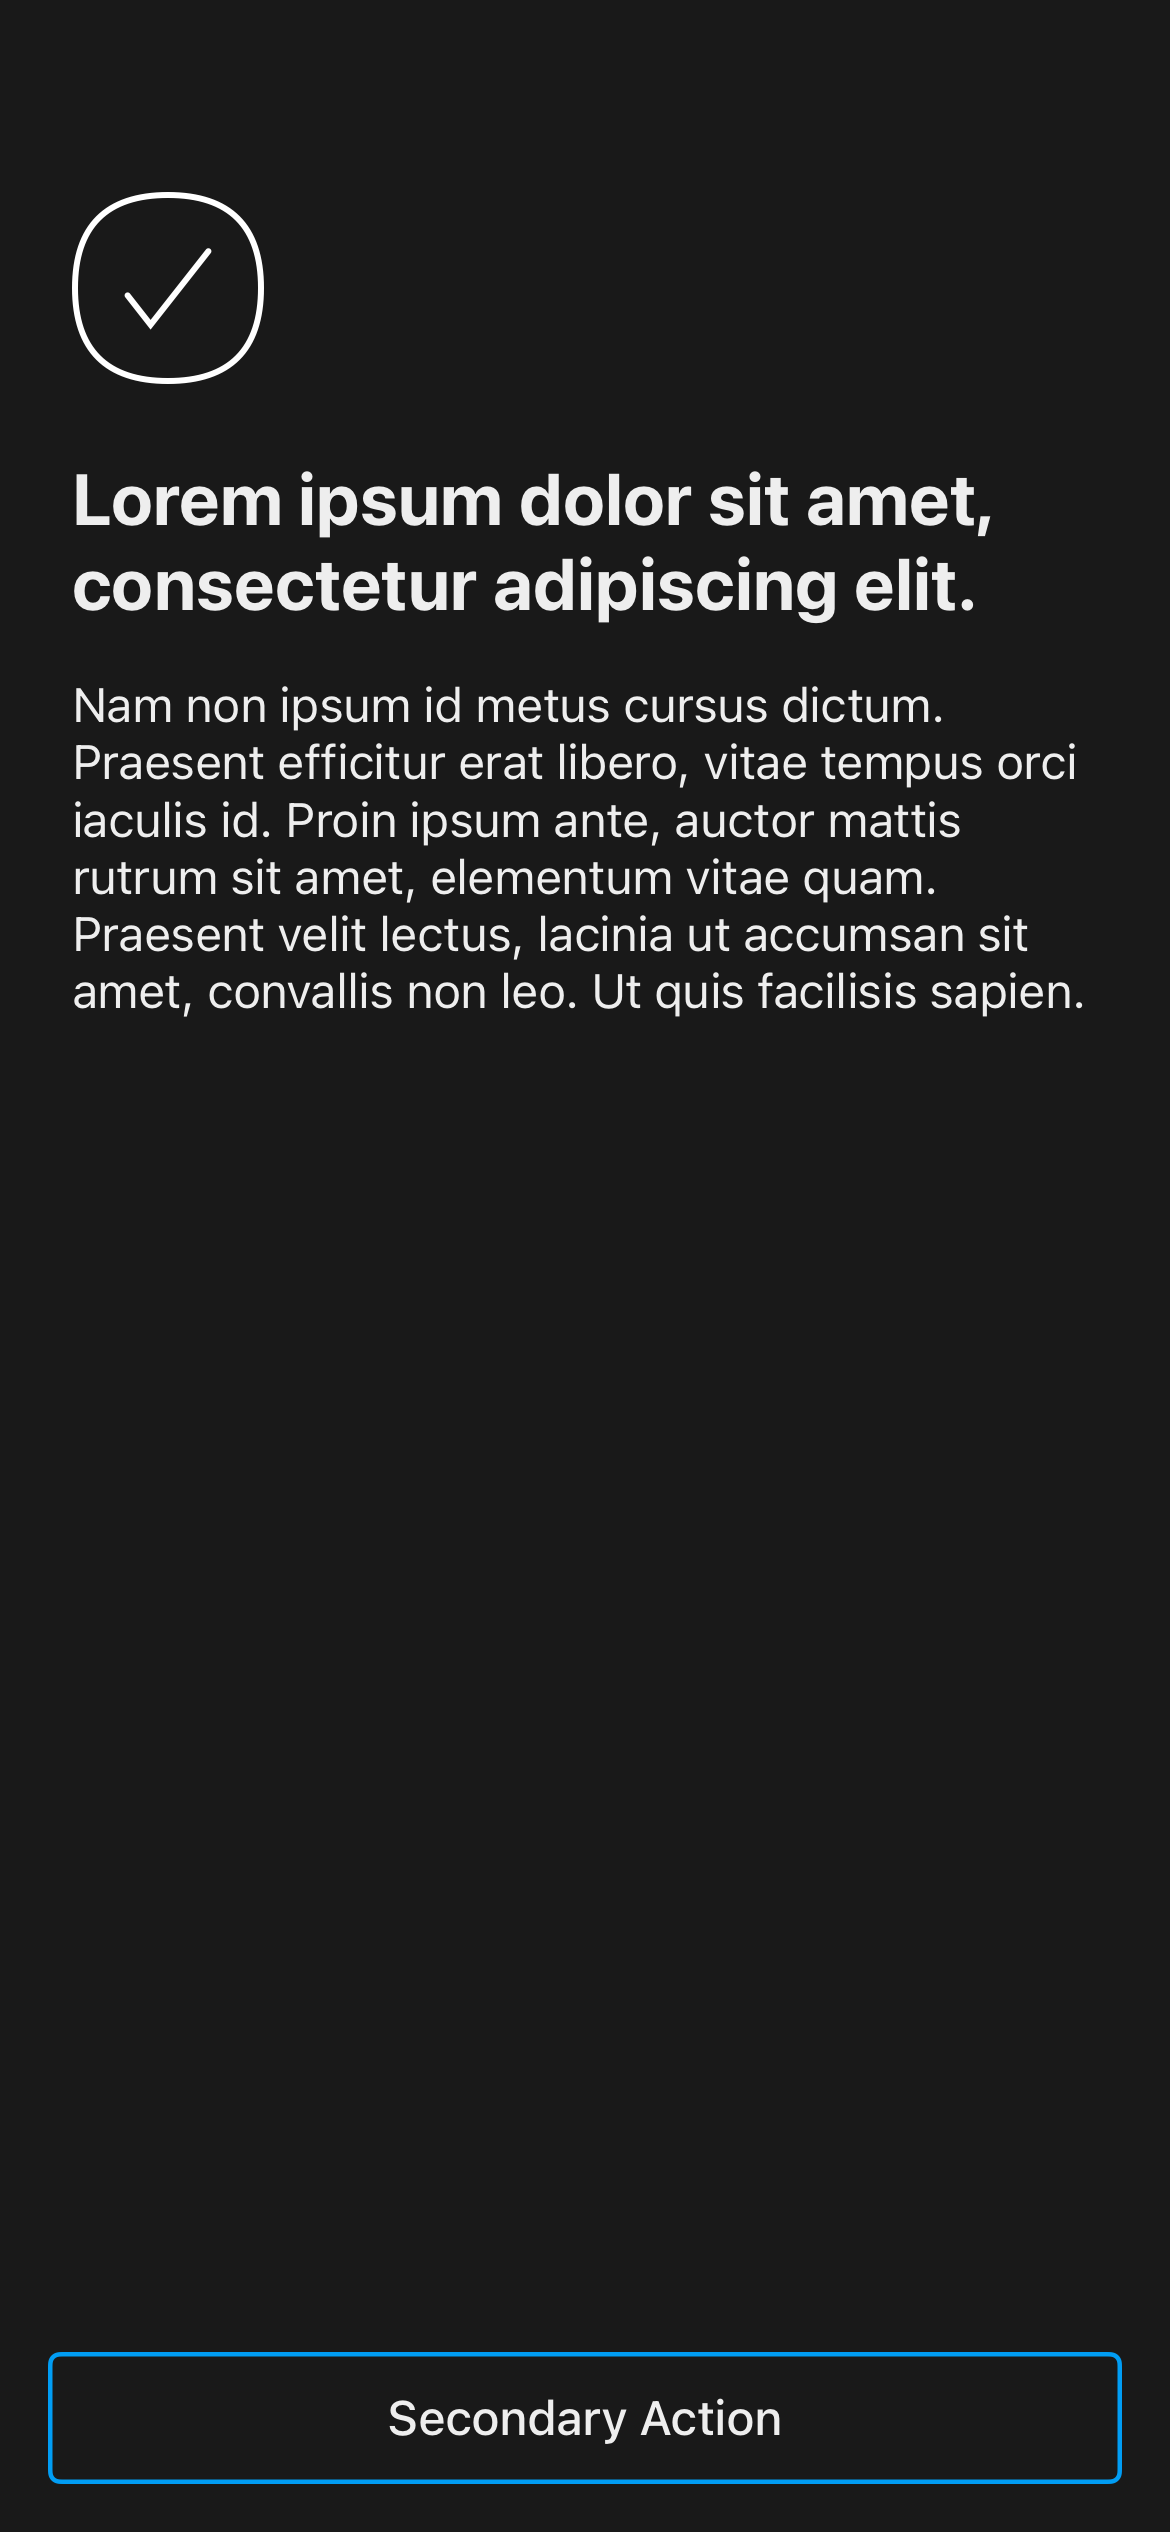 Lorem ipsum dolor sit amet,
consectetur adipiscing elit.
Nam non ipsum id metus cursus dictum.
Praesent efficitur erat libero, vitae tempus orci
iaculis id. Proin ipsum ante, auctor mattis
rutrum sit amet, elementum vitae quam.
Praesent velit lectus, lacinia ut accumsan sit
amet, convallis non leo. Ut quis facilisis sapien.
Secondary Action